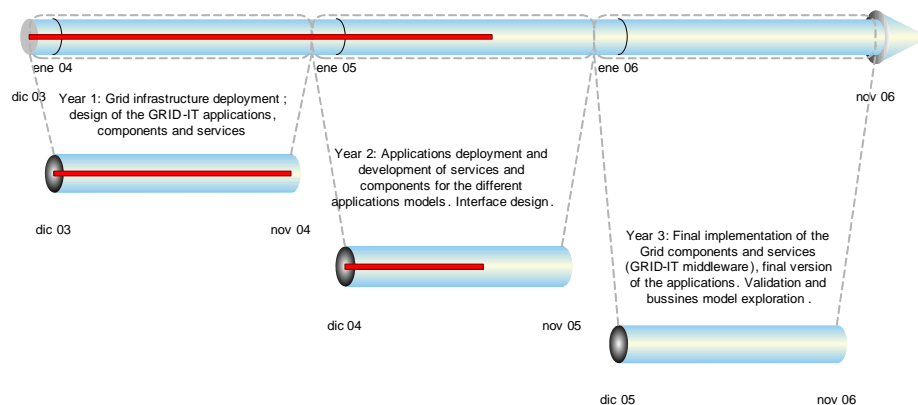 ene 04
ene 05
ene 06
dic 03
nov 06
Year 1: Grid infrastructure deployment ;
design of the GRID-IT applications,
components and services
dic 03
nov 04
Year 2: Applications deployment and
development of services and
components for the different
applications models. Interface design.
dic 04
nov 05
Year 3: Final implementation of the
Grid components and services
(GRID-IT middleware), final version
of the applications. Validation and
bussines model exploration .
dic 05
nov 06